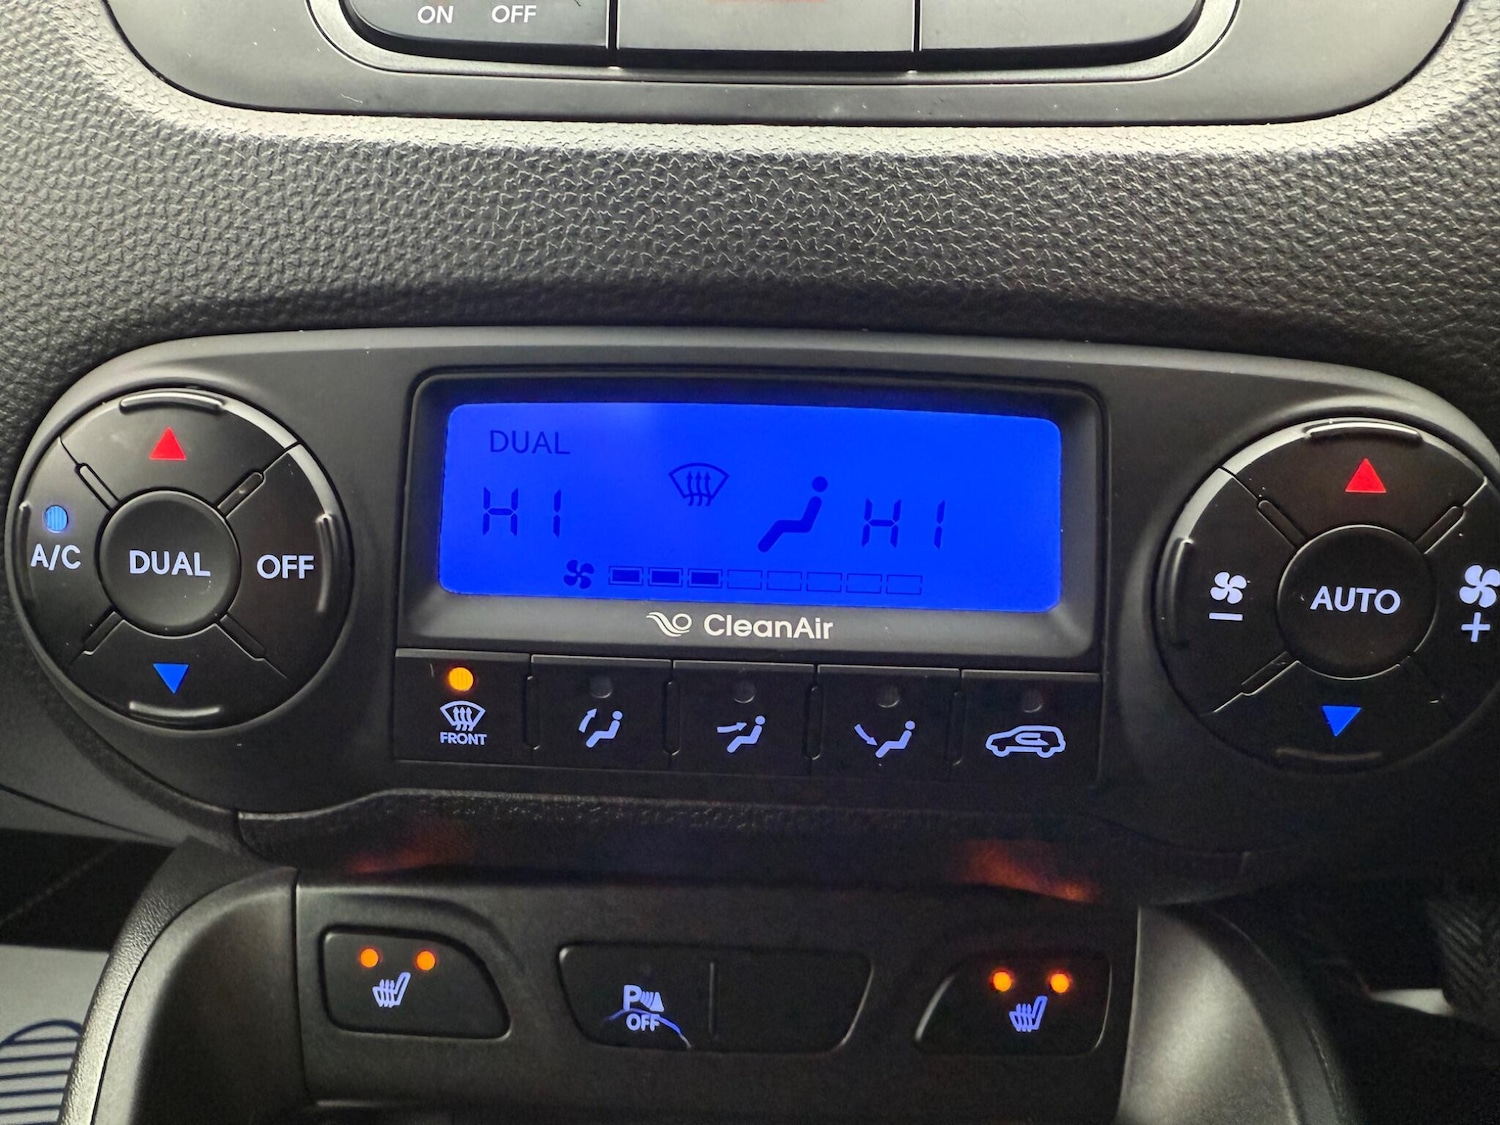 ON OFF
DUAL
HI HI
CleanAir
A/C DUAL OFF
AUTO
FRONT
P OFF